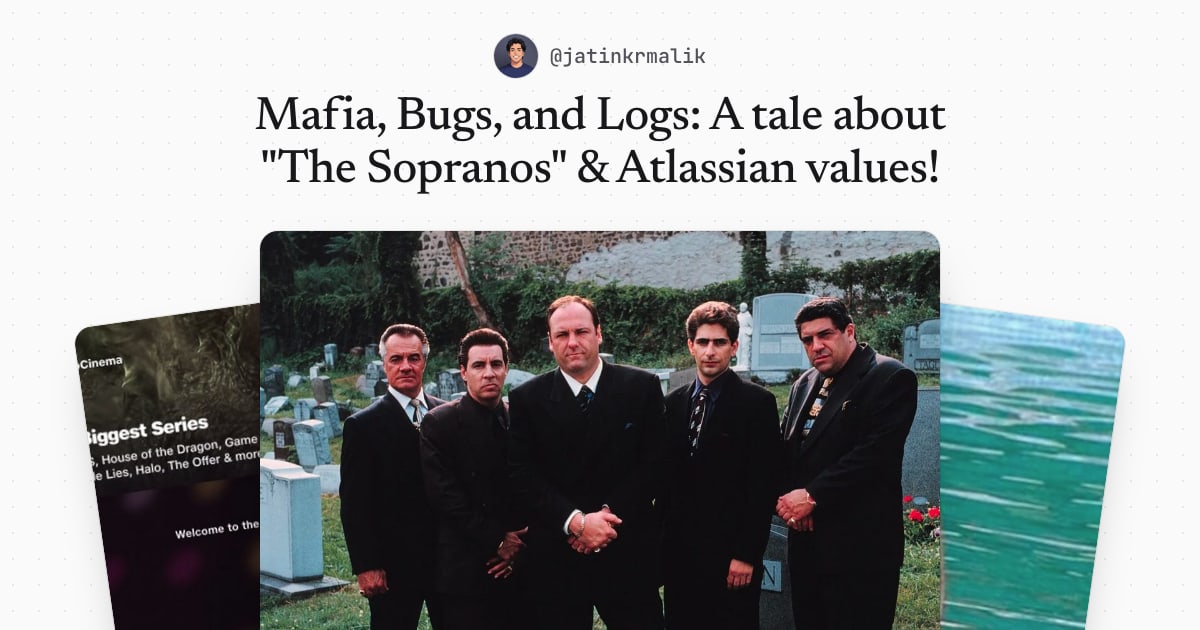 @jatinkrmalik
Mafia, Bugs, and Logs: A tale about
"The Sopranos" & Atlassian values!
Cinema
Biggest Series
s, House of the Dragon, Game
e Lies, Halo, The Offer & more
Welcome to the